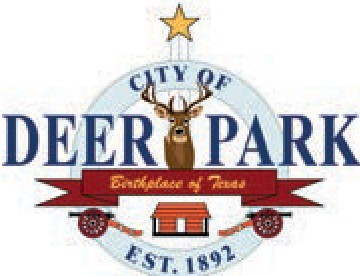 CITY OF
DEER PARK
Birthplace of Texas
EST. 1892